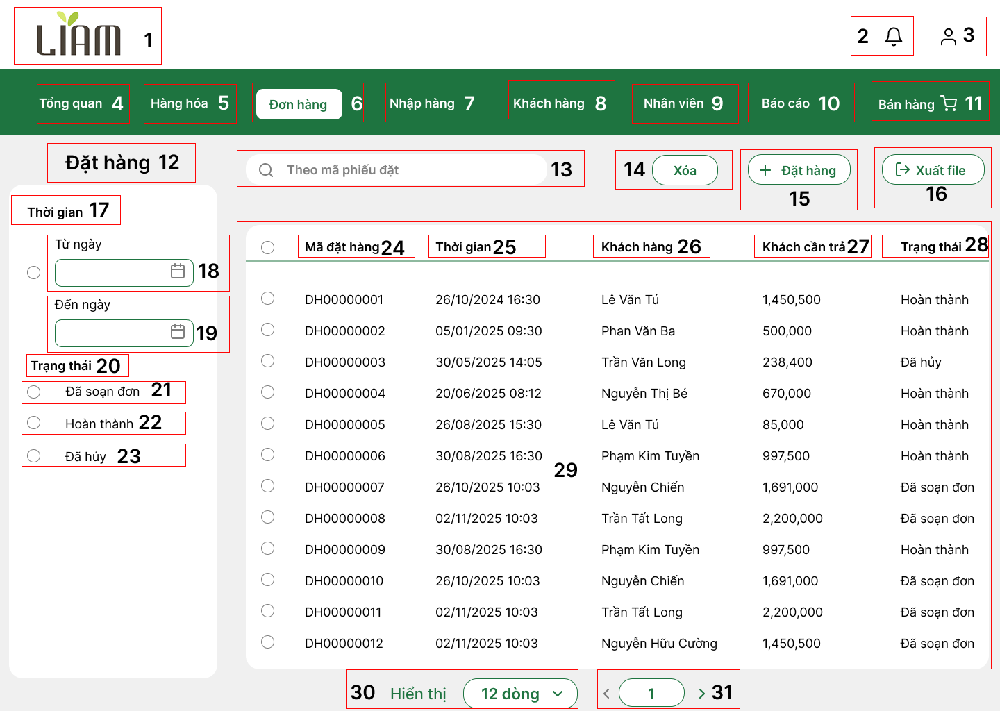 LIAM 1 2 3
Tổng quan 4 Hàng hóa 5 Đơn hàng 6 Nhập hàng 7 Khách hàng 8 Nhân viên 9 Báo cáo 10 Bán hàng 11
Đặt hàng 12
Theo mã phiếu đặt 13 14 Xóa
Đặt hàng
15
Xuất file
16
Thời gian 17
Từ ngày
18
Đến ngày
19
Trạng thái 20
Đã soạn đơn 21
Hoàn thành 22
Đã hủy 23
Mã đặt hàng 24 Thời gian 25 Khách hàng 26 Khách cần trả 27 Trạng thái 28
DH00000001 26/10/2024 16:30 Lê Văn Tú 1,450,500 Hoàn thành
DH00000002 05/01/2025 09:30 Phan Văn Ba 500,000 Hoàn thành
DH00000003 30/05/2025 14:05 Trần Văn Long 238,400 Đã hủy
DH00000004 20/06/2025 08:12 Nguyễn Thị Bé 670,000 Hoàn thành
DH00000005 26/08/2025 15:30 Lê Văn Tú 85,000 Hoàn thành
DH00000006 30/08/2025 16:30 Phạm Kim Tuyền 997,500 Hoàn thành
29
DH00000007 26/10/2025 10:03 Nguyễn Chiến 1,691,000 Đã soạn đơn
DH00000008 02/11/2025 10:03 Trần Tất Long 2,200,000 Đã soạn đơn
DH00000009 30/08/2025 16:30 Phạm Kim Tuyền 997,500 Hoàn thành
DH00000010 26/10/2025 10:03 Nguyễn Chiến 1,691,000 Đã soạn đơn
DH00000011 02/11/2025 10:03 Trần Tất Long 2,200,000 Đã soạn đơn
DH00000012 02/11/2025 10:03 Nguyễn Hữu Cường 1,450,500 Đã soạn đơn
30 Hiển thị 12 dòng 1 31